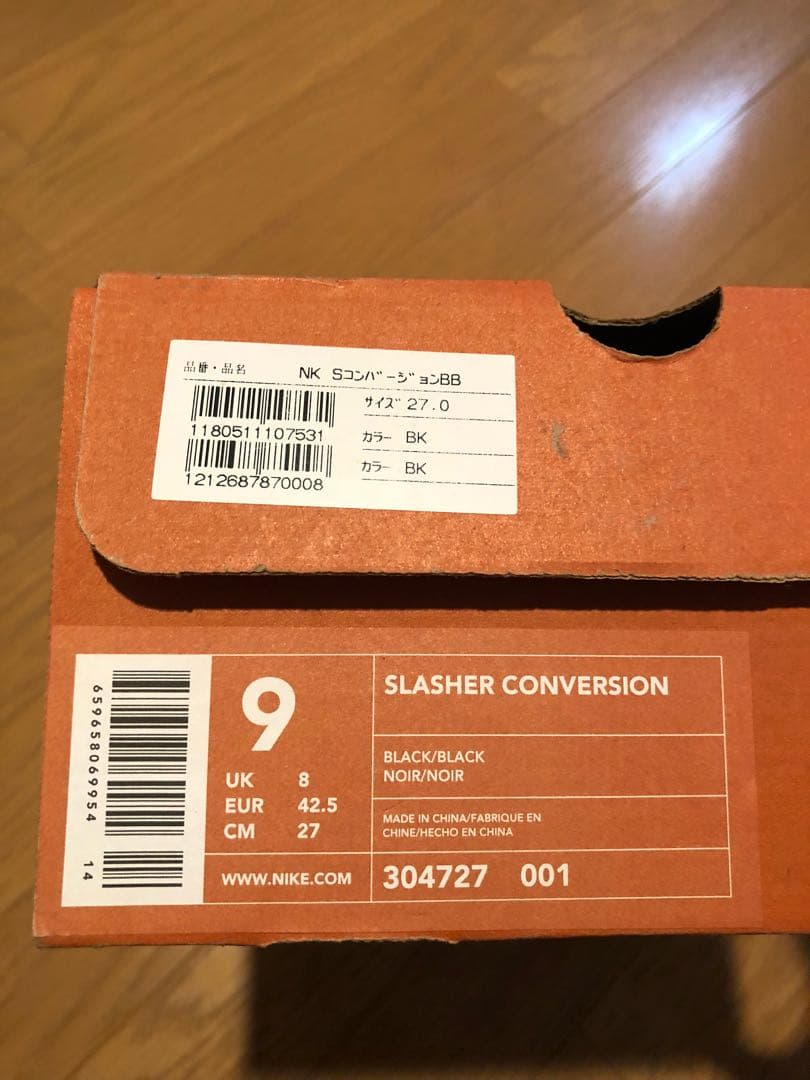 品番・品名 NK Sコンバージョン BB
サイズ 27.0
1180511107531
カラー BK
カラー BK
1212687870008
659658069954 14
9
UK 8
EUR 42.5
CM 27
WWW.NIKE.COM
SLASHER CONVERSION
BLACK/BLACK
NOIR/NOIR
MADE IN CHINA/FABRIQUE EN
CHINE/HECHO EN CHINA
304727 001